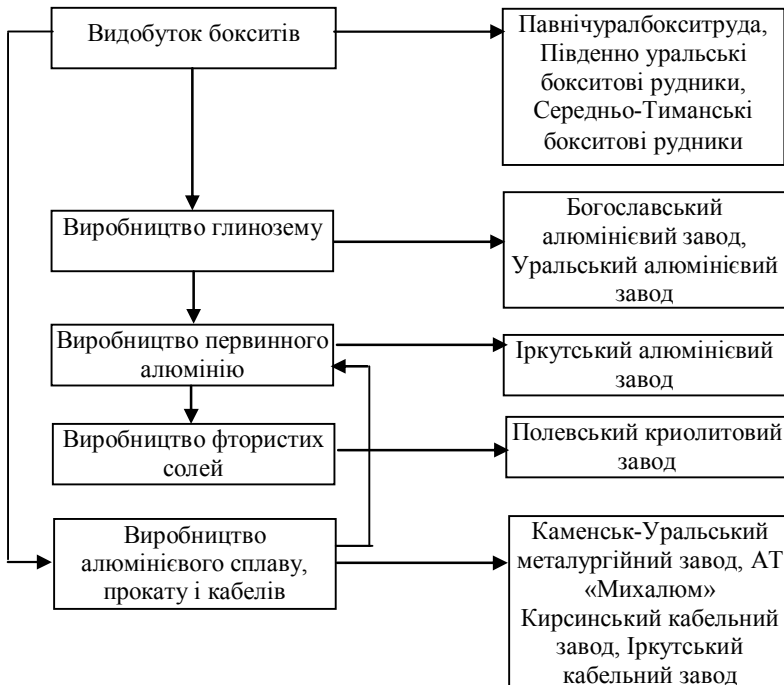 Видобуток бокситів
Павнічуралбокситруда,
Південно уральські
бокситові рудники,
Середньо-Тиманські
бокситові рудники
Виробництво глинозему
Богославський
алюмінієвий завод,
Уральський алюмінієвий
завод
Виробництво первинного
алюмінію
Іркутський алюмінієвий
завод
Виробництво фтористих
солей
Полевський криолитовий
завод
Виробництво
алюмінієвого сплаву,
прокату і кабелів
Каменськ-Уральський
металургійний завод, АТ
«Михалюм»
Кирсинський кабельний
завод, Іркутський
кабельний завод